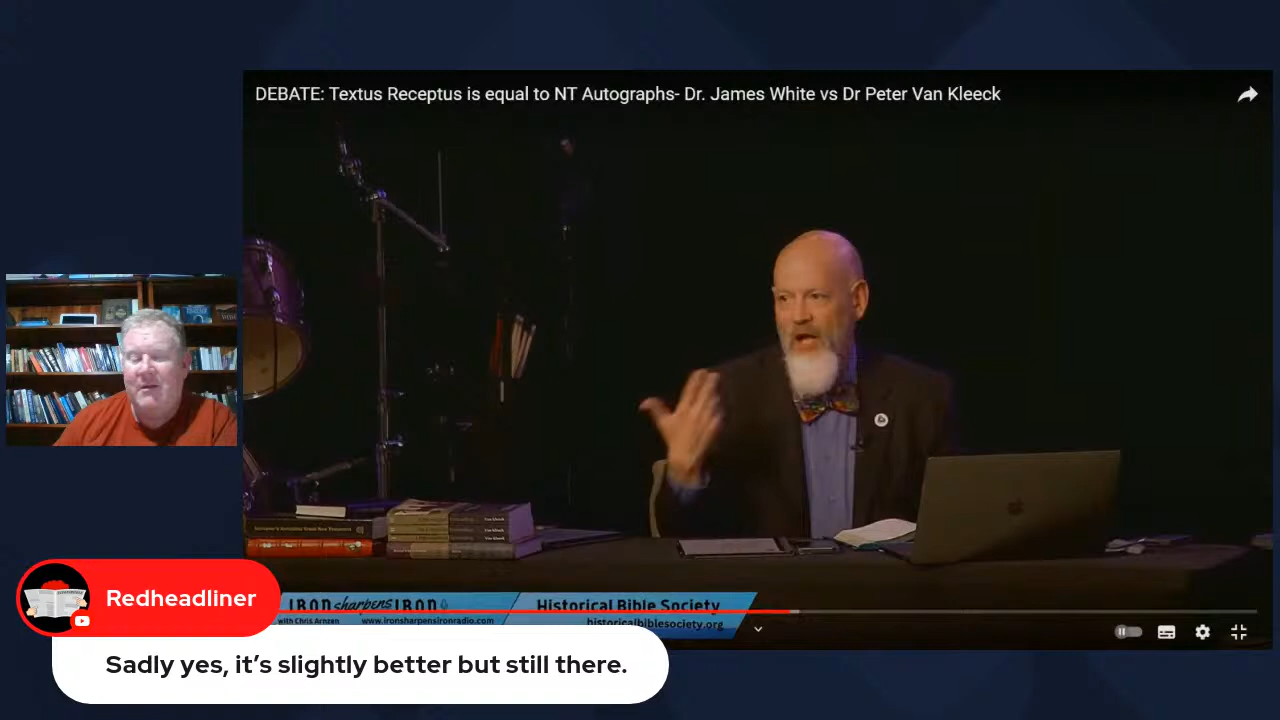 DEBATE: Textus Receptus is equal to NT Autographs- Dr. James White vs Dr Peter Van Kleeck
IRON sharpens IRON
with Chris Arnzen
www.ironsharpensironradio.com
Historical Bible Society
historicalbiblesociety.org
Redheadliner
Sadly yes, it’s slightly better but still there.